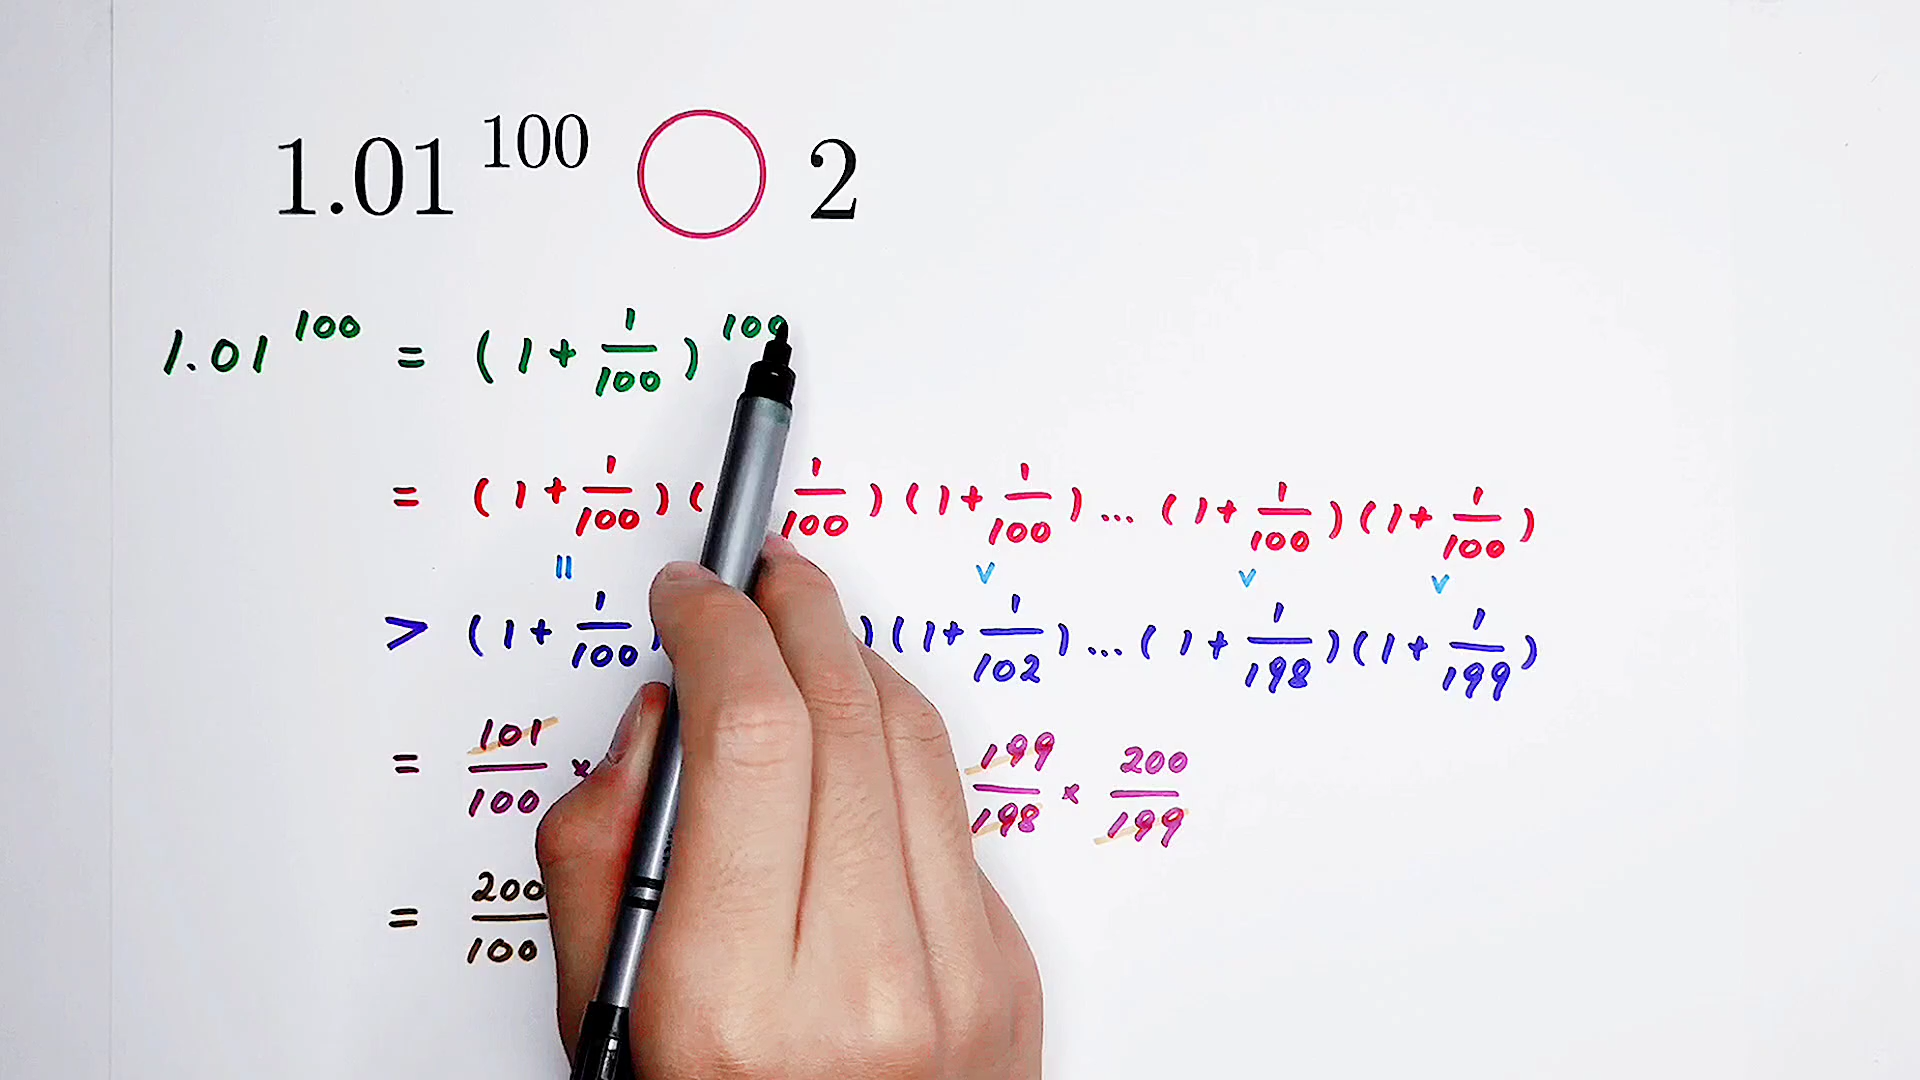 1.01^100 ○ 2
1.01^100 = (1 + 1/100)^100
= (1 + 1/100)( 1/100)(1 + 1/100)...(1 + 1/100)(1 + 1/100)
|| ∨ ∨ ∨
> (1 + 1/100) )(1 + 1/102)...(1 + 1/198)(1 + 1/199)
= 101/100 × 199/198 × 200/199
= 200/100